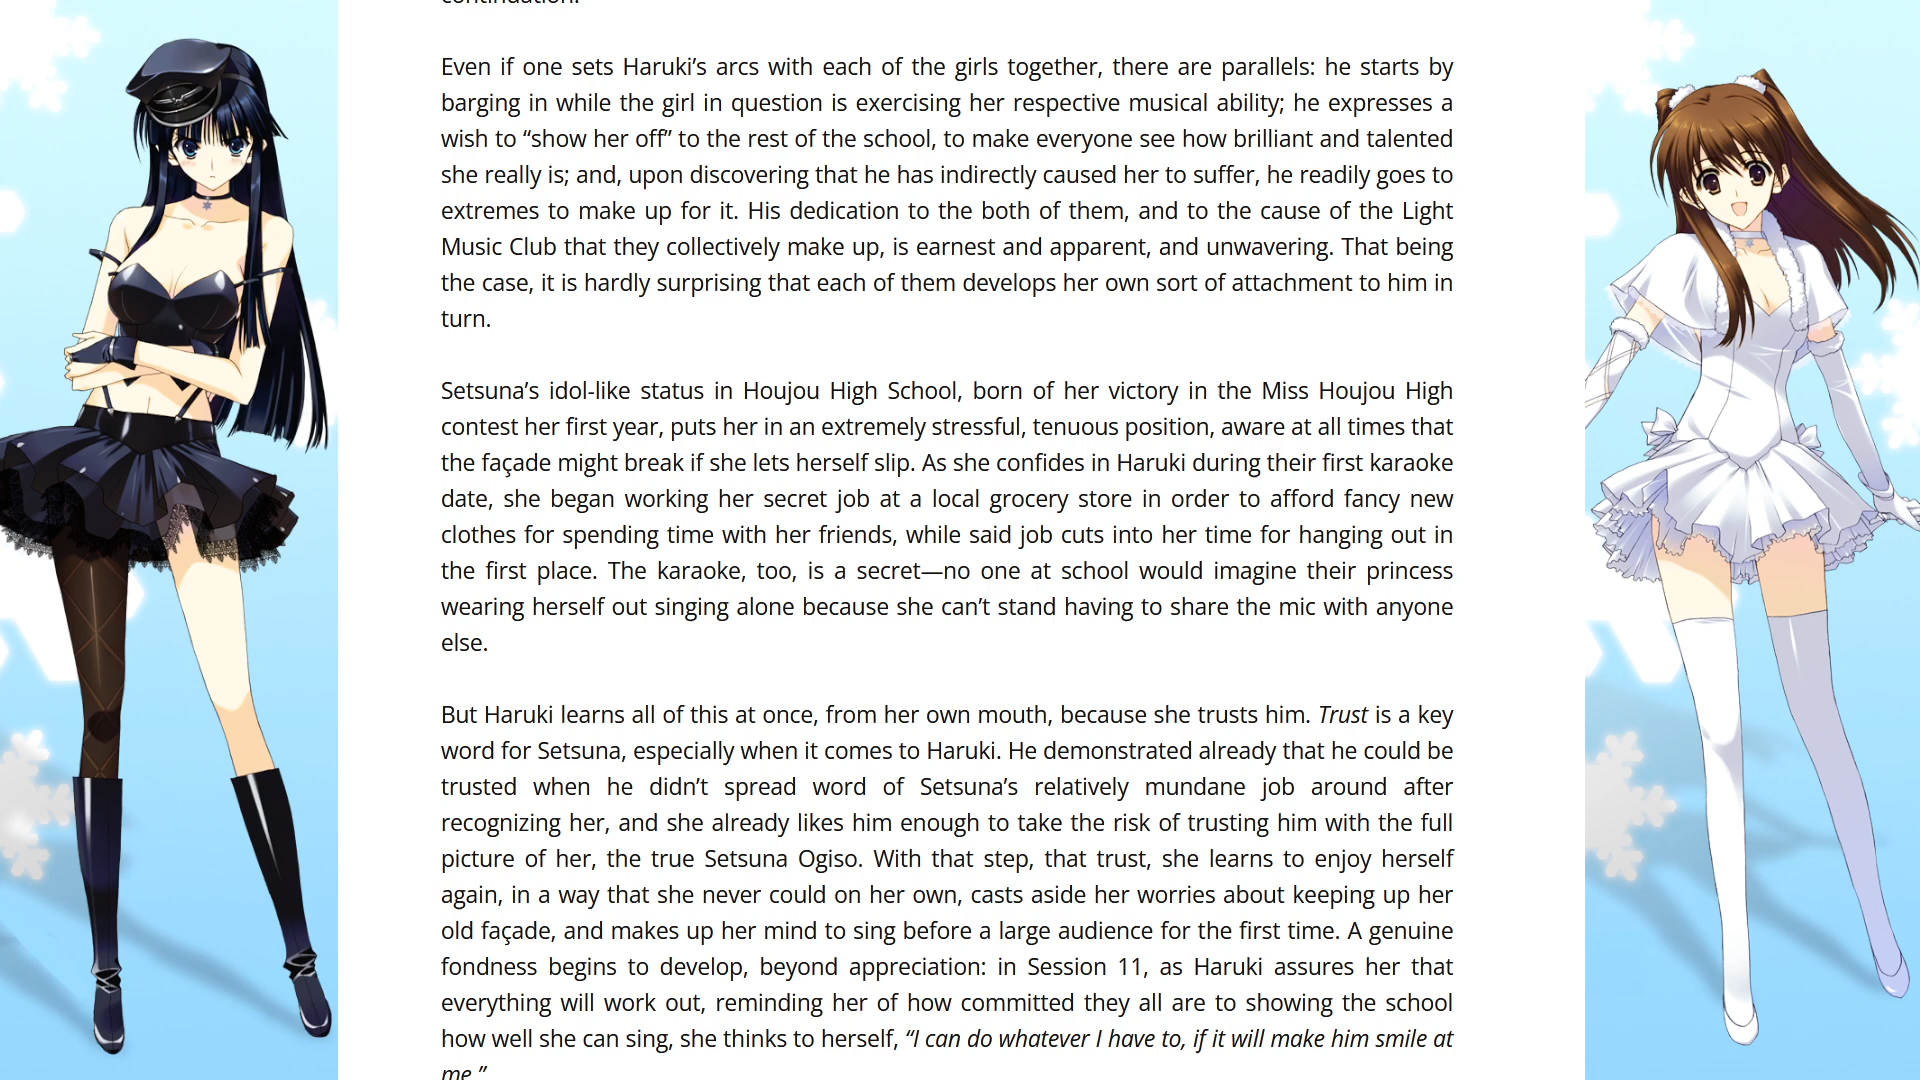 continuation.
Even if one sets Haruki’s arcs with each of the girls together, there are parallels: he starts by
barging in while the girl in question is exercising her respective musical ability; he expresses a
wish to “show her off” to the rest of the school, to make everyone see how brilliant and talented
she really is; and, upon discovering that he has indirectly caused her to suffer, he readily goes to
extremes to make up for it. His dedication to the both of them, and to the cause of the Light
Music Club that they collectively make up, is earnest and apparent, and unwavering. That being
the case, it is hardly surprising that each of them develops her own sort of attachment to him in
turn.
Setsuna’s idol-like status in Houjou High School, born of her victory in the Miss Houjou High
contest her first year, puts her in an extremely stressful, tenuous position, aware at all times that
the façade might break if she lets herself slip. As she confides in Haruki during their first karaoke
date, she began working her secret job at a local grocery store in order to afford fancy new
clothes for spending time with her friends, while said job cuts into her time for hanging out in
the first place. The karaoke, too, is a secret—no one at school would imagine their princess
wearing herself out singing alone because she can’t stand having to share the mic with anyone
else.
But Haruki learns all of this at once, from her own mouth, because she trusts him. Trust is a key
word for Setsuna, especially when it comes to Haruki. He demonstrated already that he could be
trusted when he didn’t spread word of Setsuna’s relatively mundane job around after
recognizing her, and she already likes him enough to take the risk of trusting him with the full
picture of her, the true Setsuna Ogiso. With that step, that trust, she learns to enjoy herself
again, in a way that she never could on her own, casts aside her worries about keeping up her
old façade, and makes up her mind to sing before a large audience for the first time. A genuine
fondness begins to develop, beyond appreciation: in Session 11, as Haruki assures her that
everything will work out, reminding her of how committed they all are to showing the school
how well she can sing, she thinks to herself, “I can do whatever I have to, if it will make him smile at
me.”